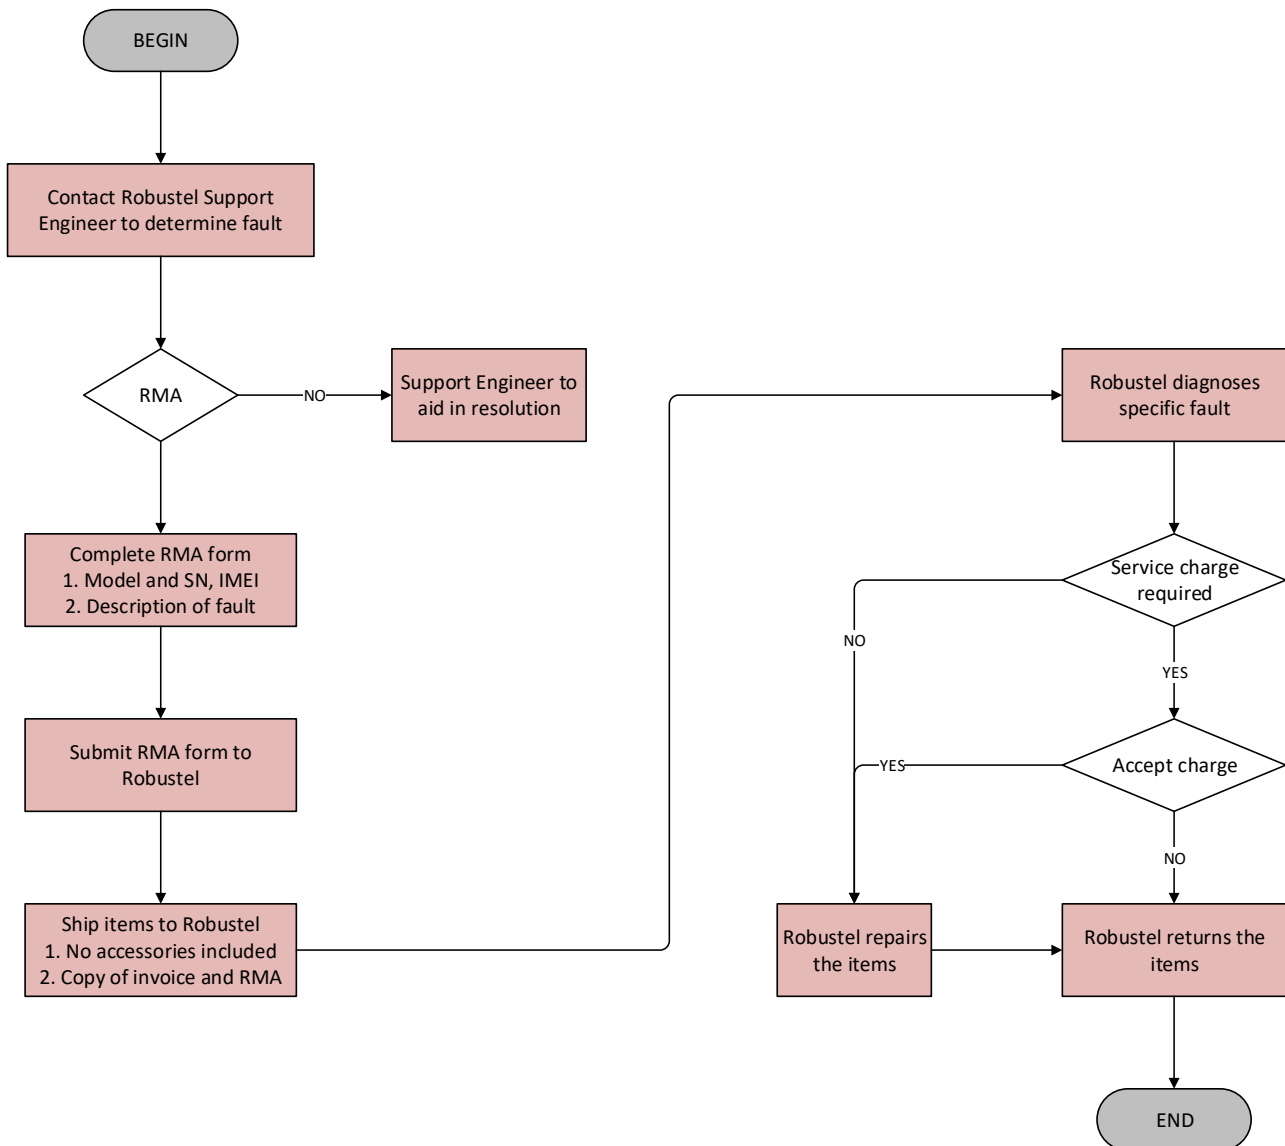 BEGIN
Contact Robustel Support
Engineer to determine fault
RMA
NO
Support Engineer to
aid in resolution
Complete RMA form
1. Model and SN, IMEI
2. Description of fault
Submit RMA form to
Robustel
Ship items to Robustel
1. No accessories included
2. Copy of invoice and RMA
Robustel diagnoses
specific fault
Service charge
required
NO
YES
Accept charge
YES
NO
Robustel repairs
the items
Robustel returns the
items
END